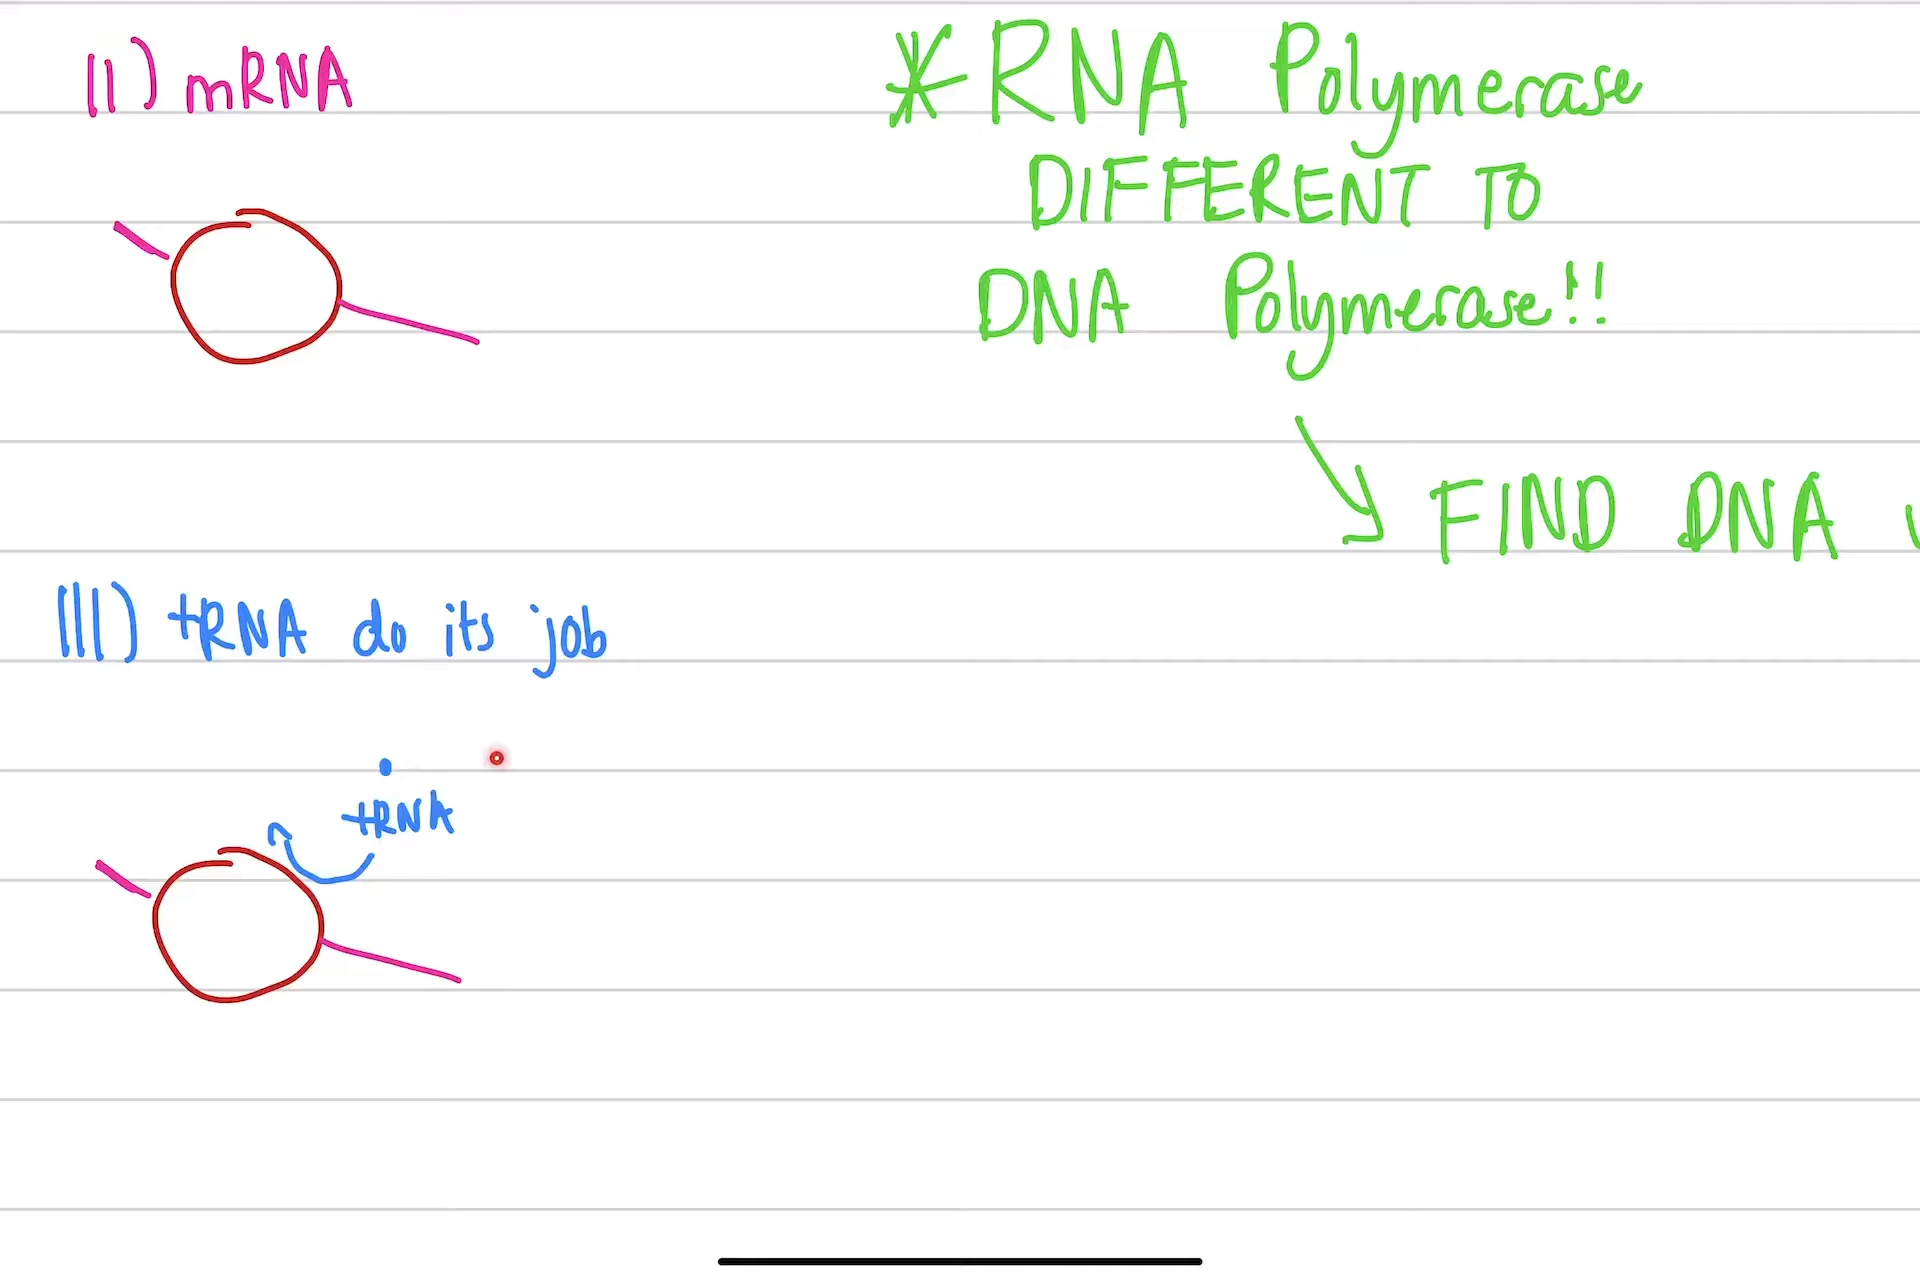 II) mRNA
* RNA Polymerase
DIFFERENT TO
DNA Polymerase!!
FIND DNA
III) tRNA do its job
tRNA